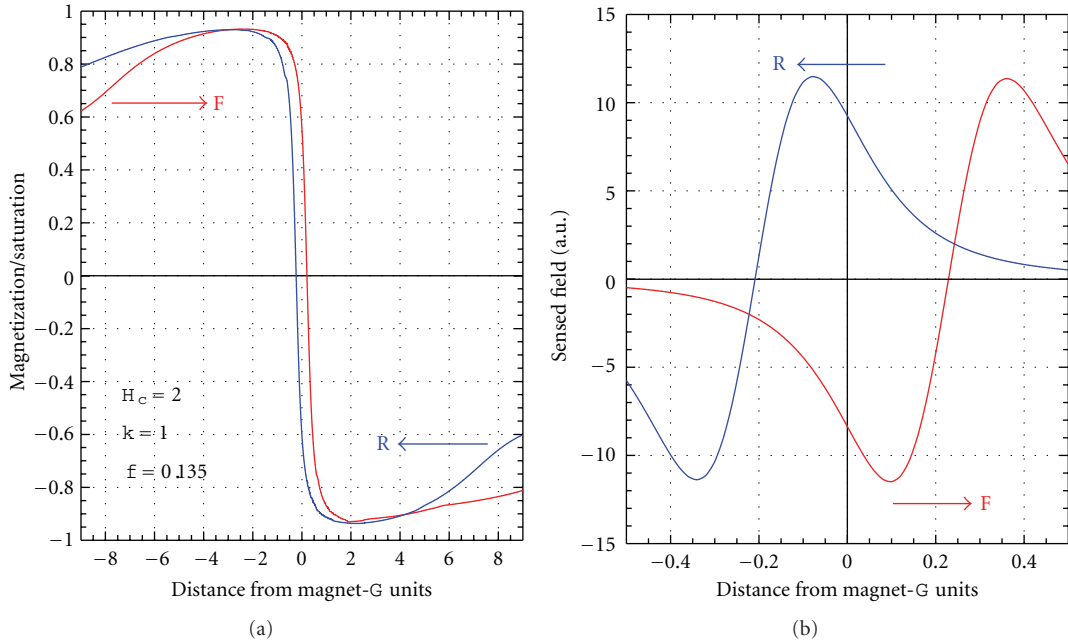 Magnetization/saturation
1
0.8
0.6
0.4
0.2
0
−0.2
−0.4
−0.6
−0.8
−1
F
R
H c = 2
k = 1
f = 0.135
−8 −6 −4 −2 0 2 4 6 8
Distance from magnet-G units
(a)
Sensed field (a.u.)
15
10
5
0
−5
−10
−15
R
F
−0.4 −0.2 0 0.2 0.4
Distance from magnet-G units
(b)